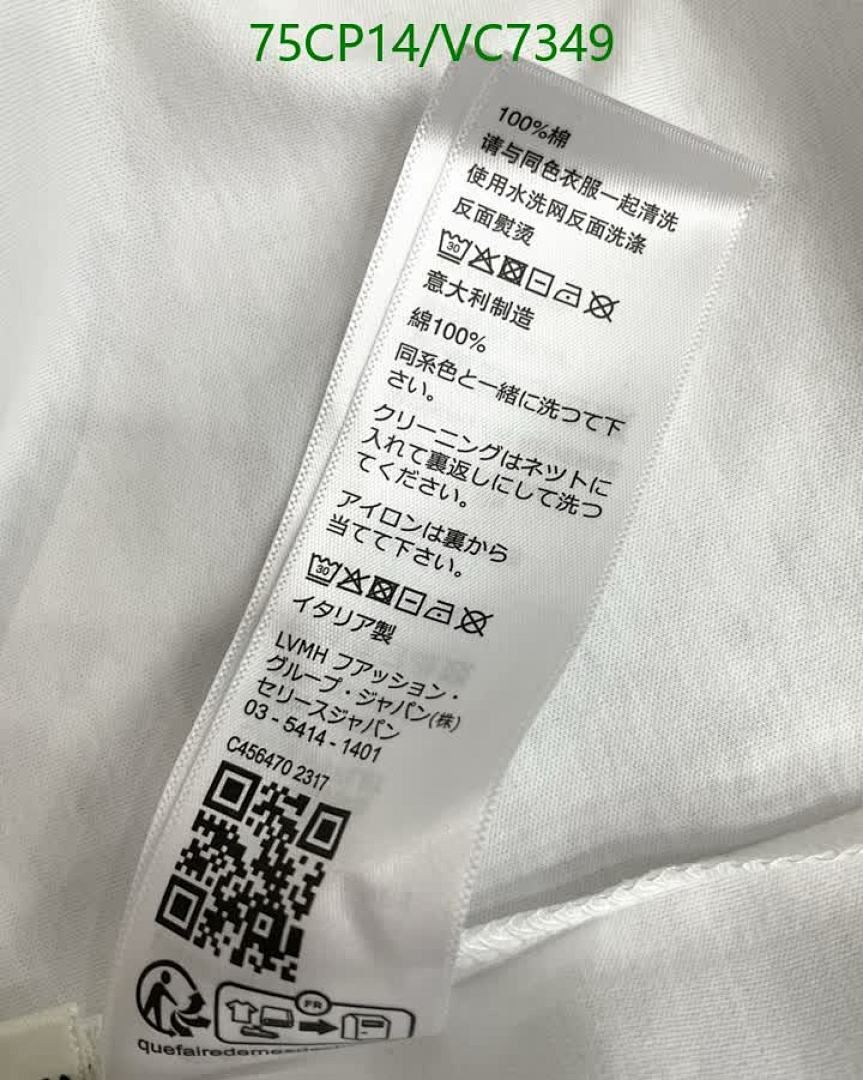 75CP14/VC7349
100%棉
请与同色衣服一起清洗
使用水洗网反面洗涤
反面熨烫
30
意大利制造
綿100%
同系色と一緒に洗つて下
さい。
クリーニングはネットに
入れて裏返しにして洗つ
てください。
アイロンは裏から
当てて下さい。
30
イタリア製
LVMH ファッション・
グループ・ジャパン(株)
セリースジャパン
03 - 5414 - 1401
C456470 2317
FR